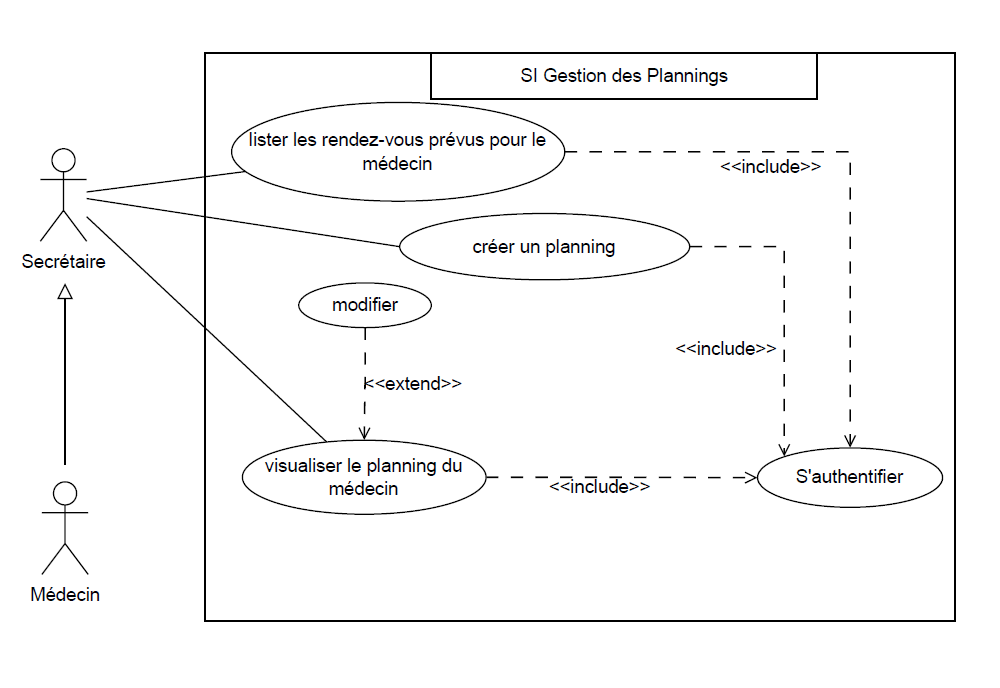 SI Gestion des Plannings
lister les rendez-vous prévus pour le
médecin
<<include>>
créer un planning
Secrétaire
modifier
<<include>>
<<extend>>
visualiser le planning du
médecin
<<include>>
S'authentifier
Médecin